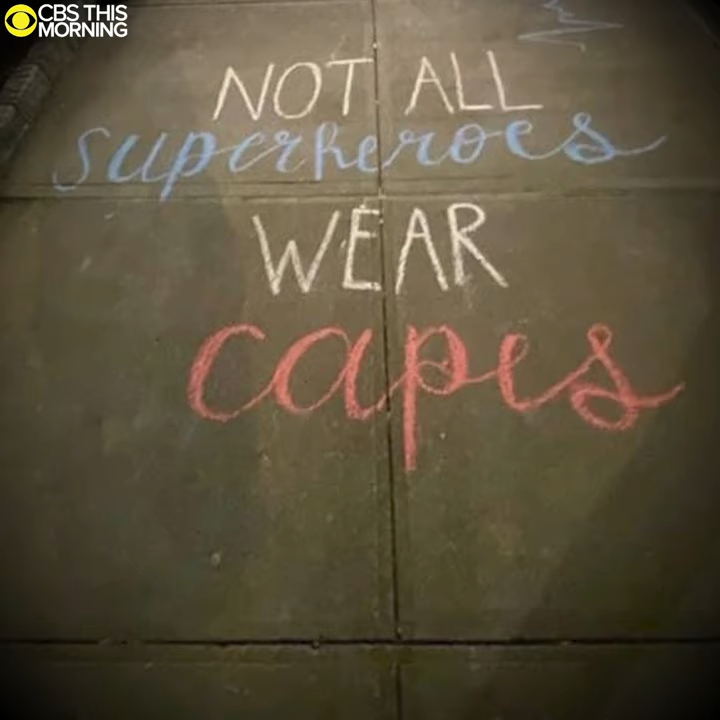 CBS THIS
MORNING
NOT ALL
superheroes
WEAR
capes